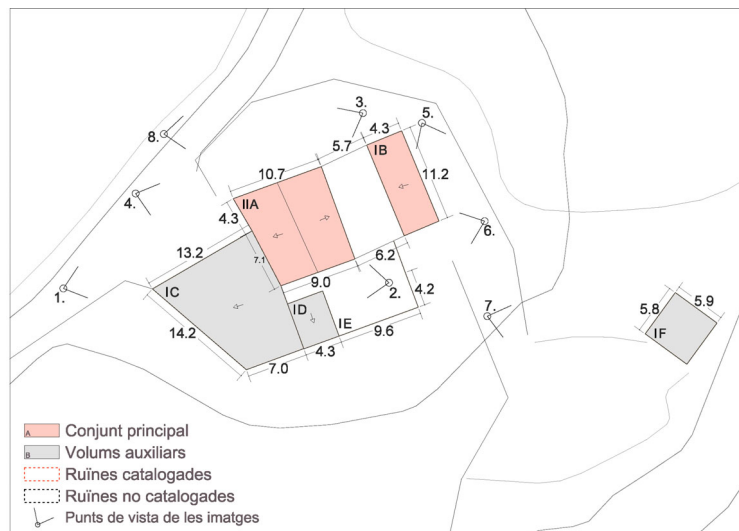 3.
5.
8.
5.7
4.3
IB
10.7
11.2
IIA
4.
4.3
6.
13.2
7.1
6.2
9.0
1.
IC
2.
4.2
ID
7.
5.8
5.9
14.2
IE
9.6
IF
4.3
7.0
A Conjunt principal
B Volums auxiliars
Ruïnes catalogades
Ruïnes no catalogades
Punts de vista de les imatges